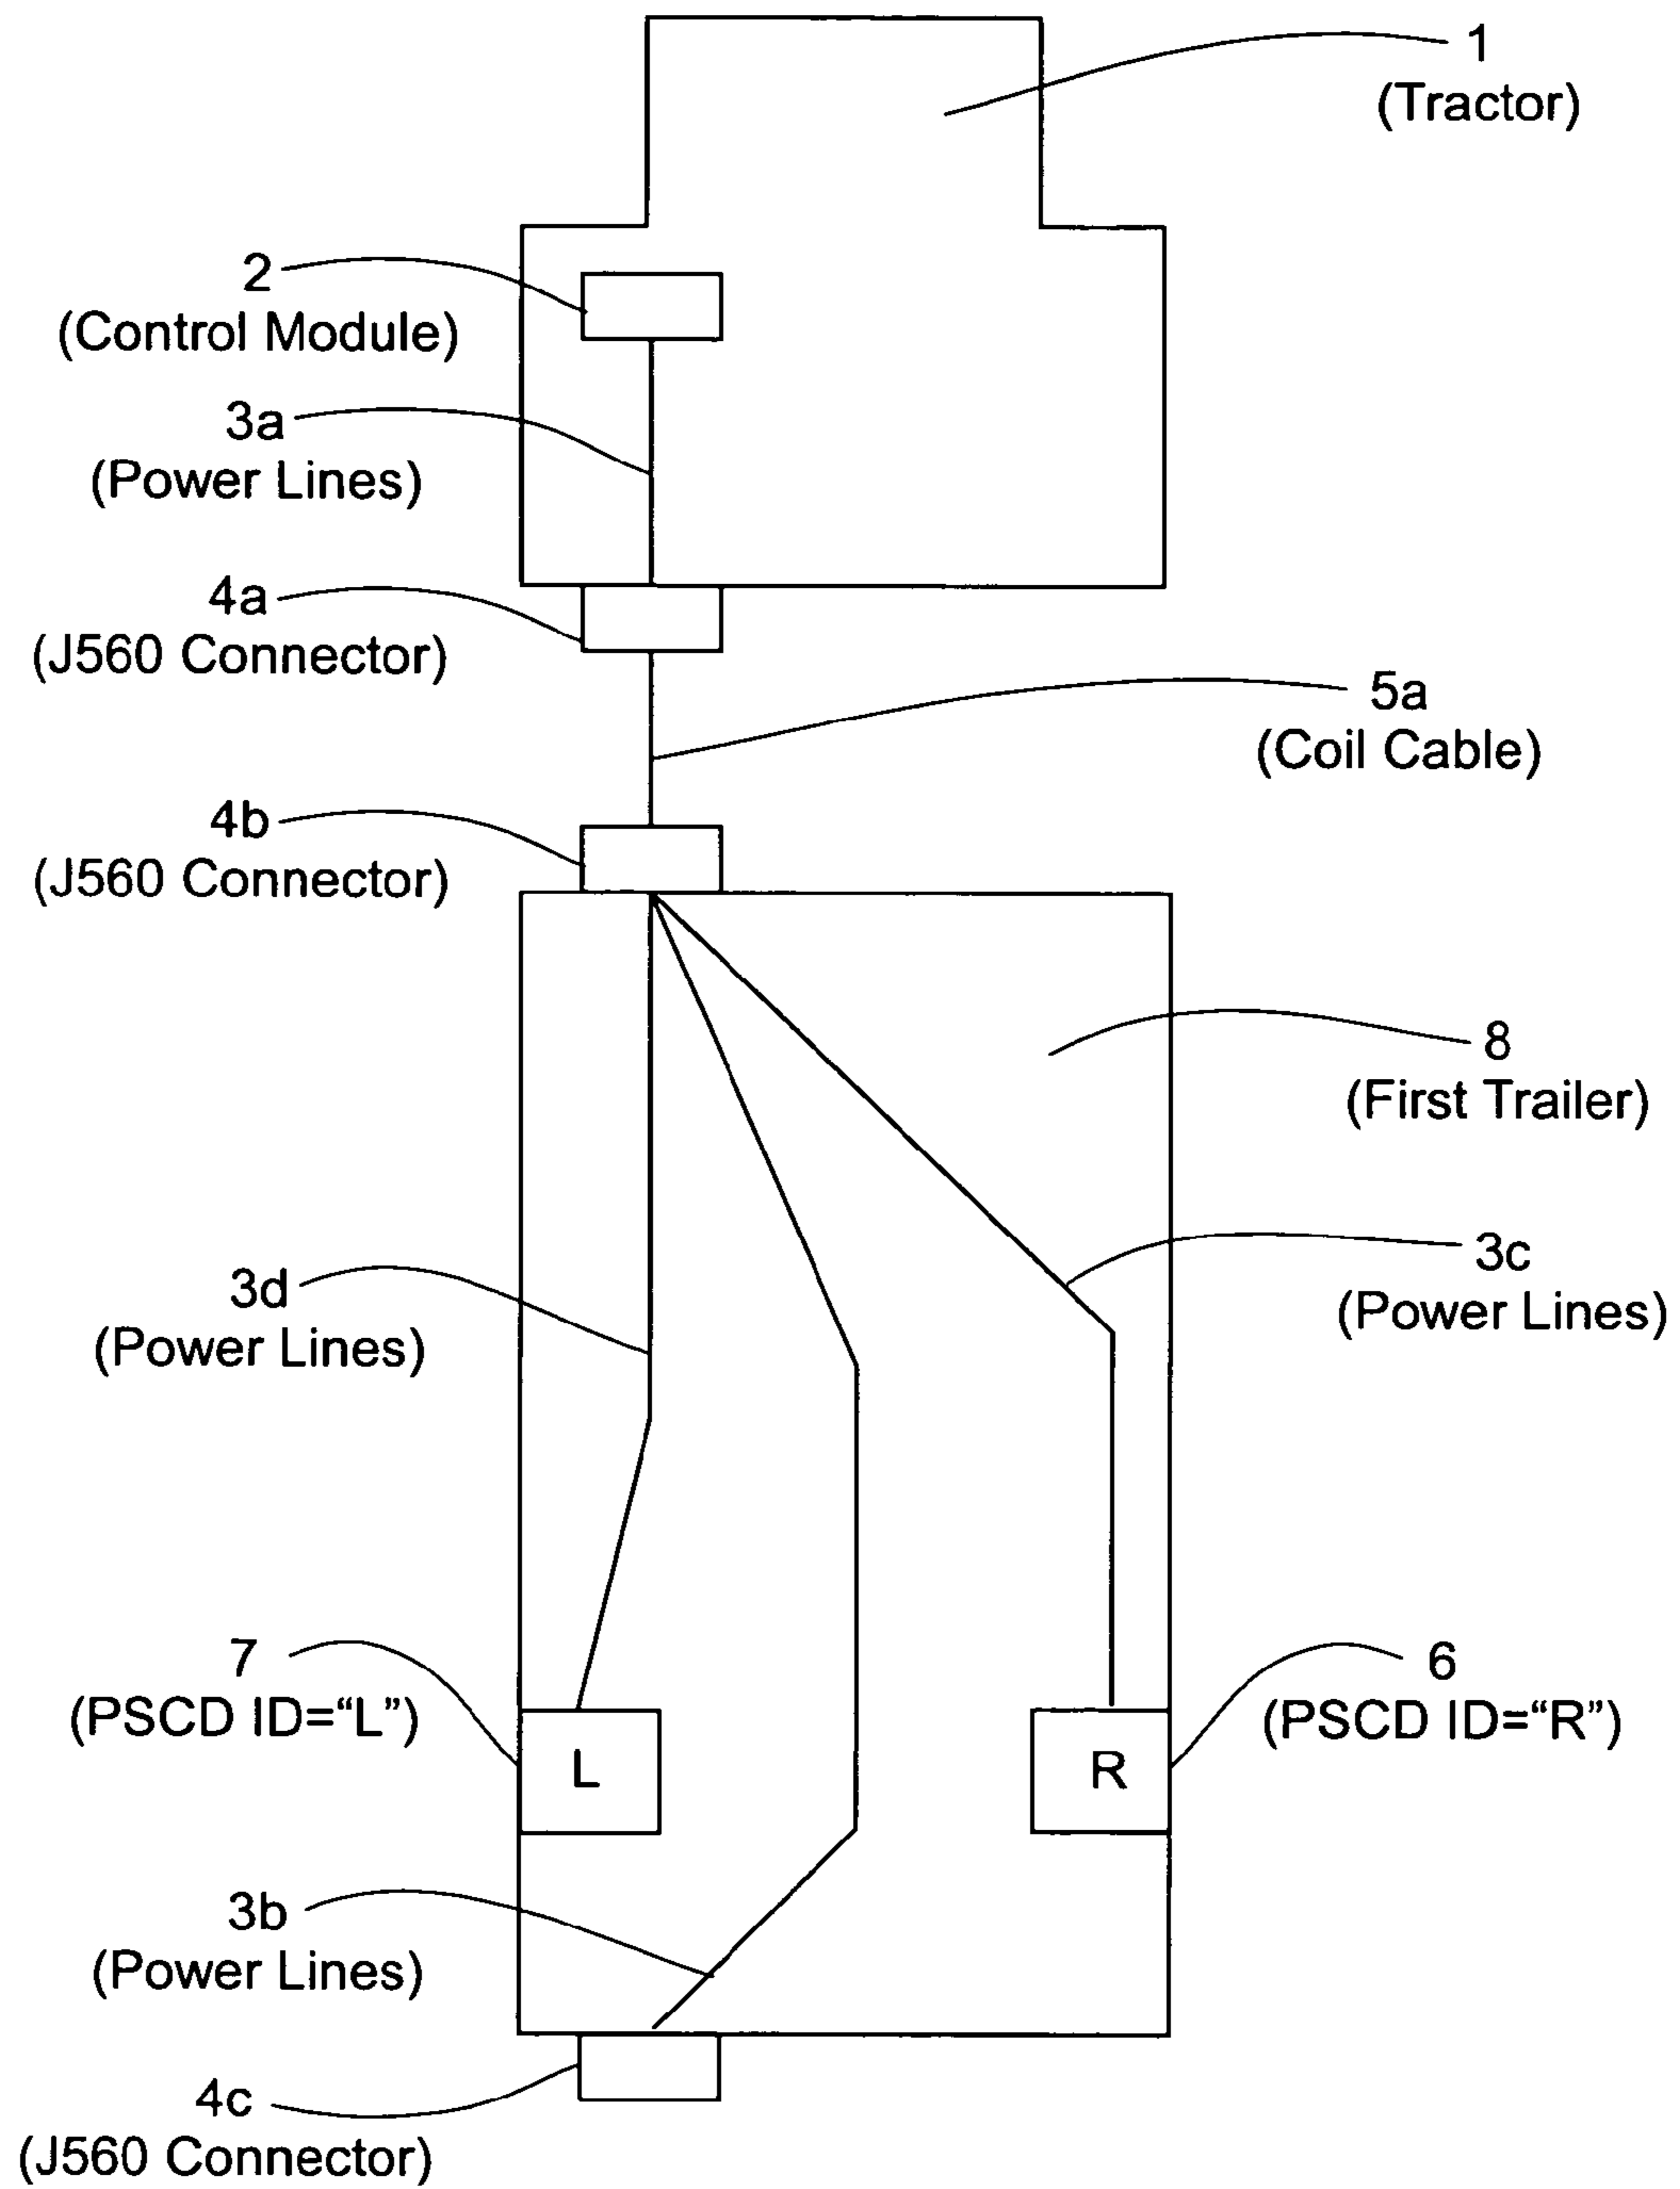 1
(Tractor)
2
(Control Module)
3a
(Power Lines)
4a
(J560 Connector)
5a
(Coil Cable)
4b
(J560 Connector)
8
(First Trailer)
3c
(Power Lines)
3d
(Power Lines)
7
(PSCD ID=“L”)
6
(PSCD ID=“R”)
L
R
3b
(Power Lines)
4c
(J560 Connector)